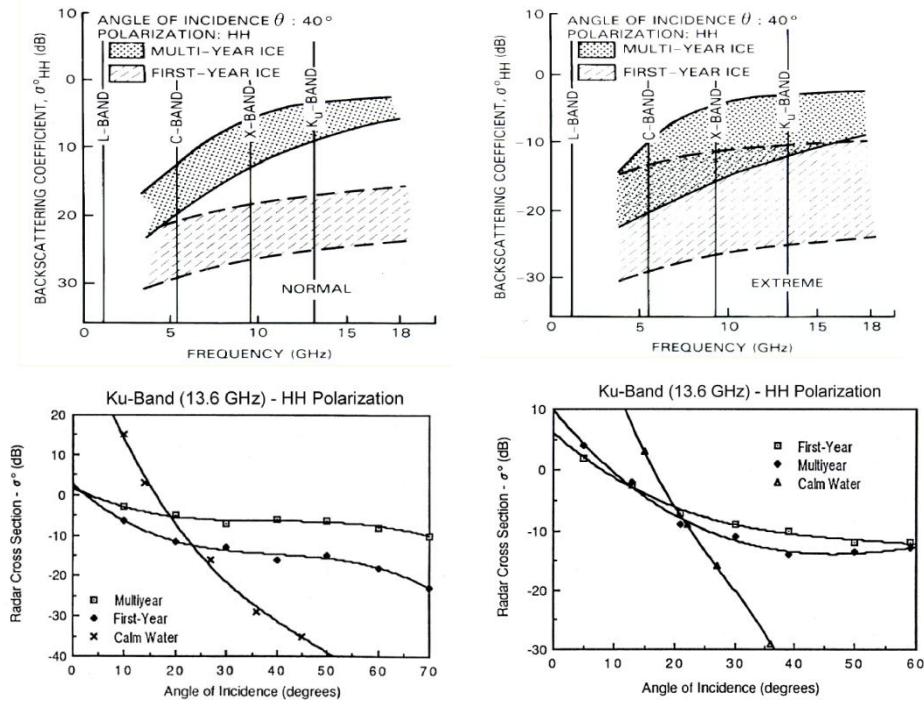 ANGLE OF INCIDENCE θ : 40°
POLARIZATION: HH
MULTI-YEAR ICE
FIRST-YEAR ICE
BACKSCATTERING COEFFICIENT, σ°HH (dB)
0
10
20
30
L-BAND
C-BAND
X-BAND
Ku-BAND
NORMAL
0 5 10 15 18
FREQUENCY (GHz)
ANGLE OF INCIDENCE θ : 40°
POLARIZATION: HH
MULTI-YEAR ICE
FIRST-YEAR ICE
BACKSCATTERING COEFFICIENT, σ°HH (dB)
0
-10
-20
-30
L-BAND
C-BAND
X-BAND
Ku-BAND
EXTREME
0 5 10 15 18
FREQUENCY (GHz)
Ku-Band (13.6 GHz) - HH Polarization
Radar Cross Section - σ° (dB)
20
10
0
-10
-20
-30
-40
Multiyear
First-Year
Calm Water
0 10 20 30 40 50 60 70
Angle of Incidence (degrees)
Ku-Band (13.6 GHz) - HH Polarization
Radar Cross Section - σ° (dB)
10
0
-10
-20
-30
First-Year
Multiyear
Calm Water
0 10 20 30 40 50 60
Angle of Incidence (degrees)